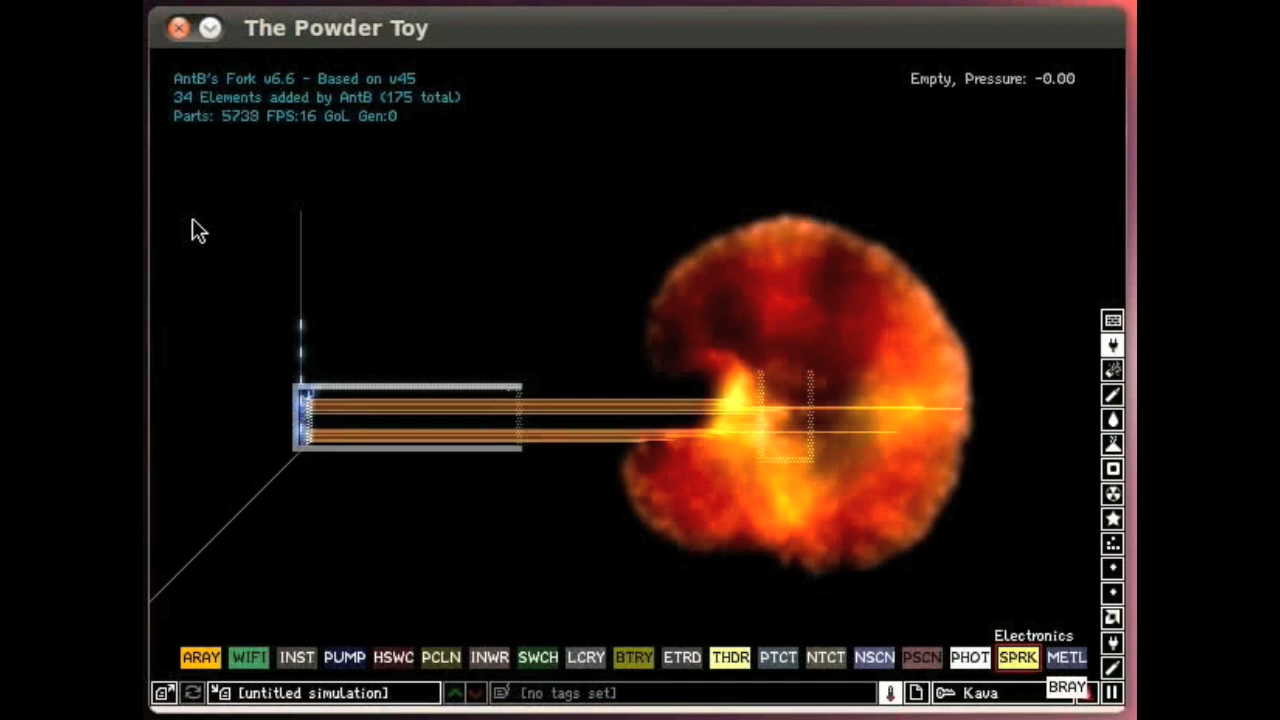 The Powder Toy
AntB's Fork v6.6 - Based on v45
34 Elements added by AntB (175 total)
Parts: 5738 FPS:16 GoL Gen:0
Empty, Pressure: -0.00
Electronics
ARAY WIFI INST PUMP HSWC PCLN INWR SWCH LCRY BTRY ETRD THDR PTCT NTCT NSCN PSCN PHOT SPRK METL
BRAY
[untitled simulation] [no tags set] Kava